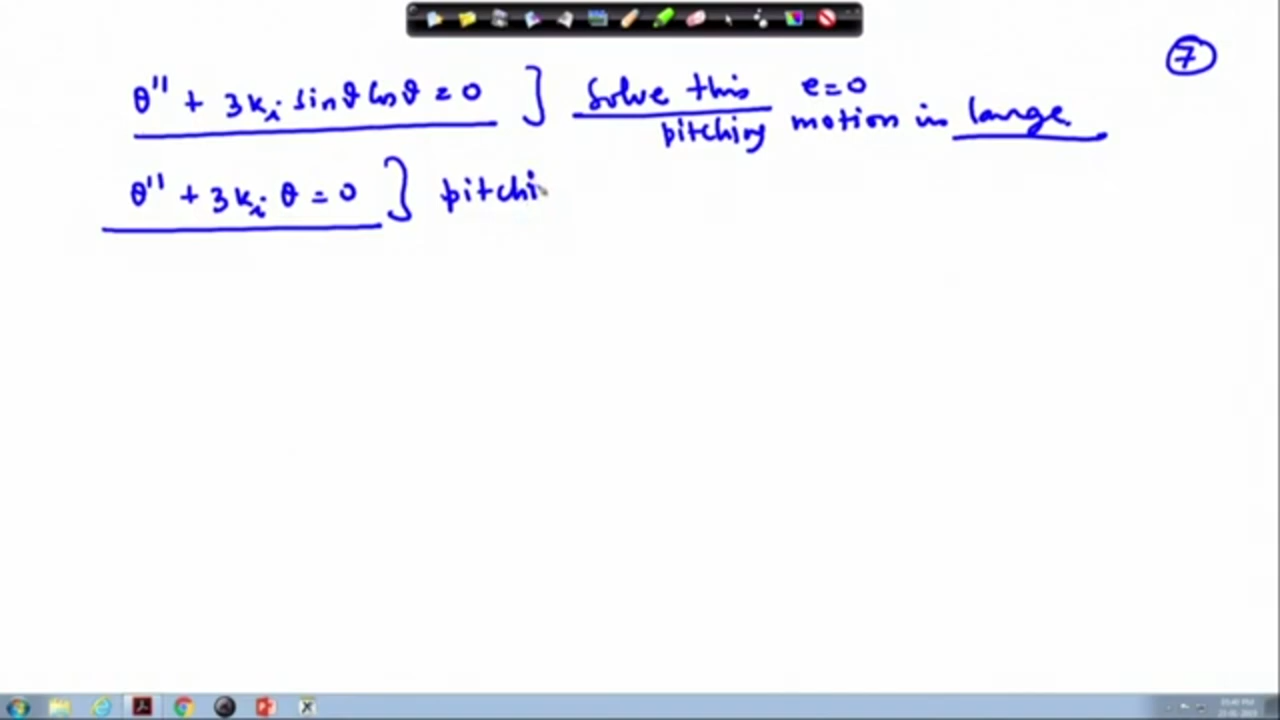 7
θ'' + 3kᵢ sinθ cosθ = 0 ] Solve this e=0
pitching motion in large
θ'' + 3kᵢ θ = 0 } pitchi